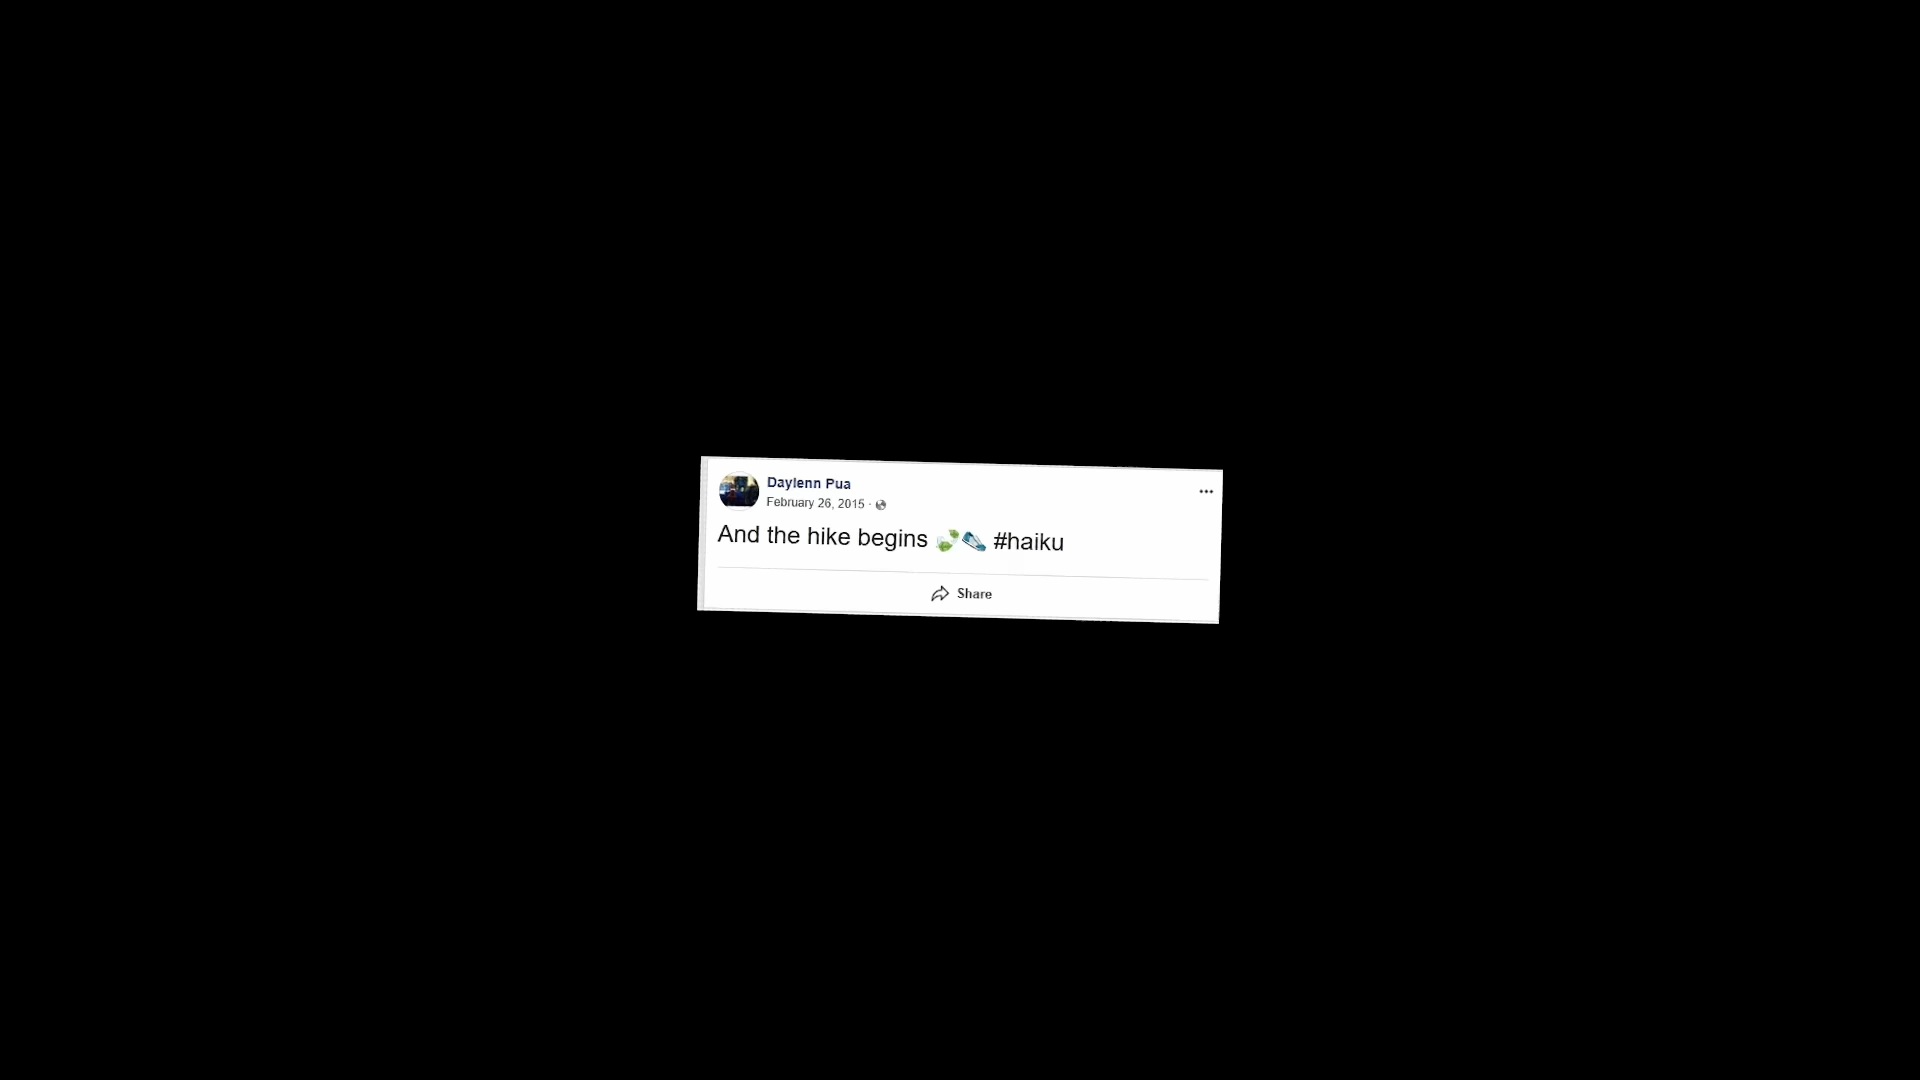 Daylenn Pua
February 26, 2015 ·
And the hike begins 🍃👟 #haiku
Share